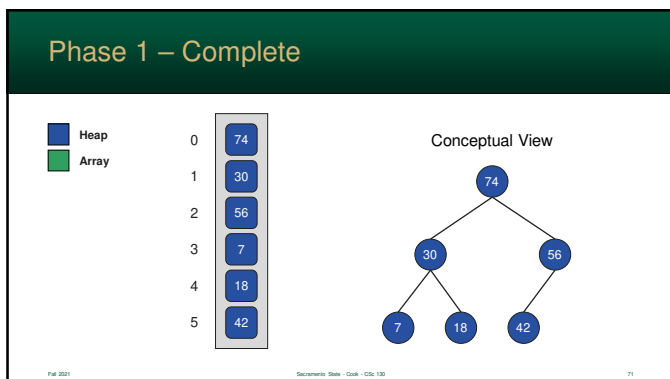 Phase 1 – Complete
Heap
Array
0 74
1 30
2 56
3 7
4 18
5 42
Conceptual View
74
30 56
7 18 42
Fall 2021 Sacramento State - Cook - CSc 130 71